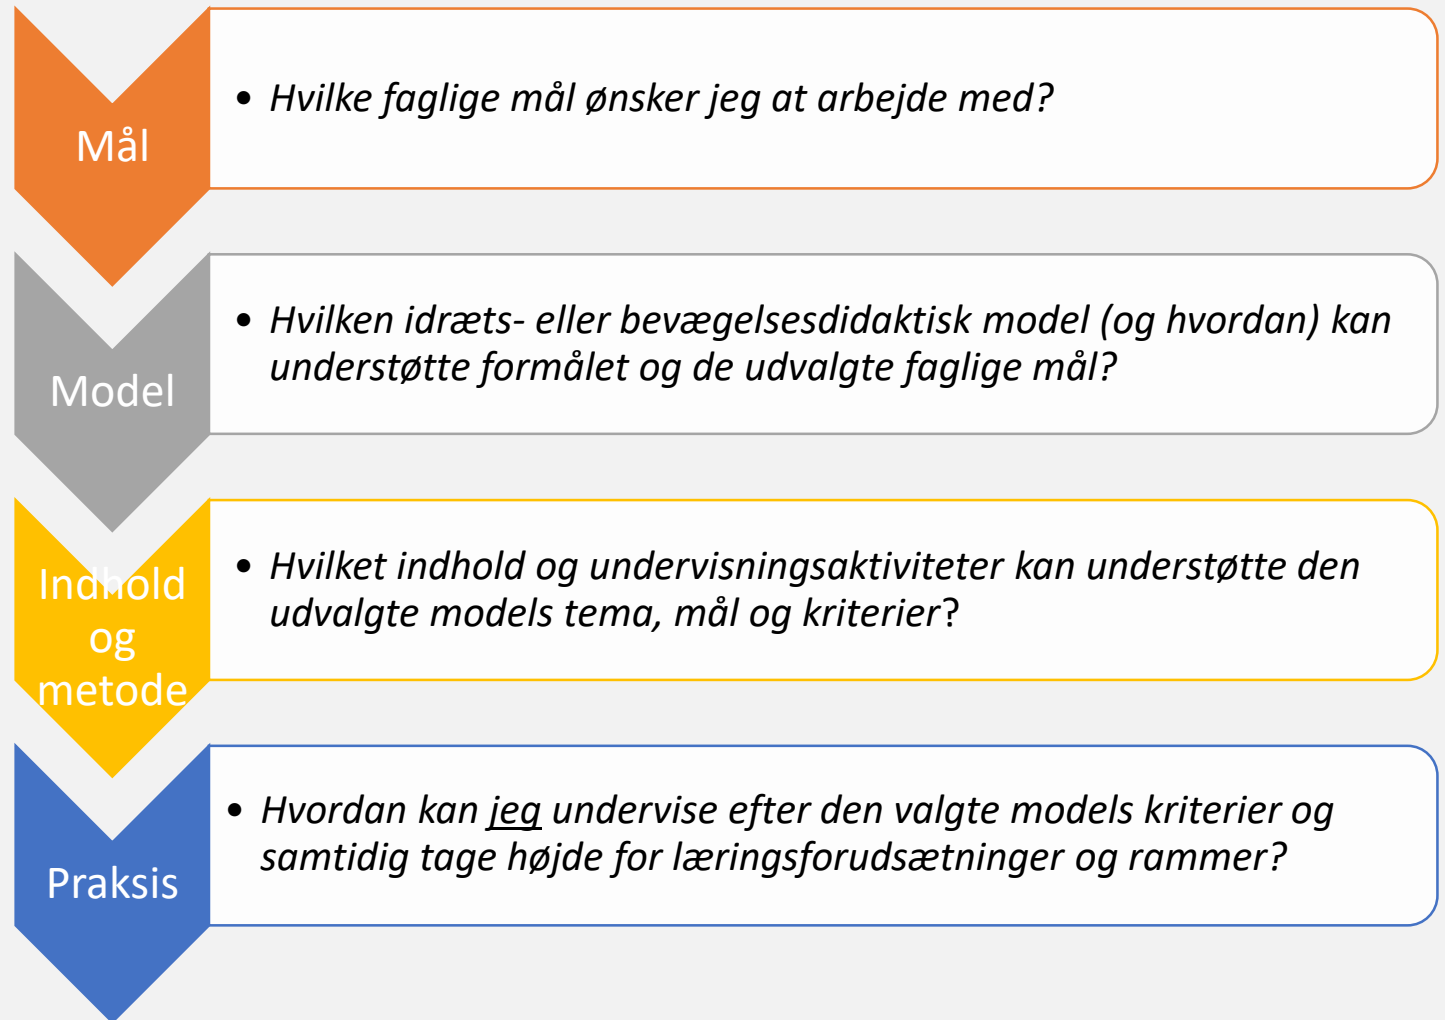 Mål
• Hvilke faglige mål ønsker jeg at arbejde med?
Model
• Hvilken idræts- eller bevægelsesdidaktisk model (og hvordan) kan
understøtte formålet og de udvalgte faglige mål?
Indhold
og
metode
• Hvilket indhold og undervisningsaktiviteter kan understøtte den
udvalgte models tema, mål og kriterier?
Praksis
• Hvordan kan jeg undervise efter den valgte models kriterier og
samtidig tage højde for læringsforudsætninger og rammer?